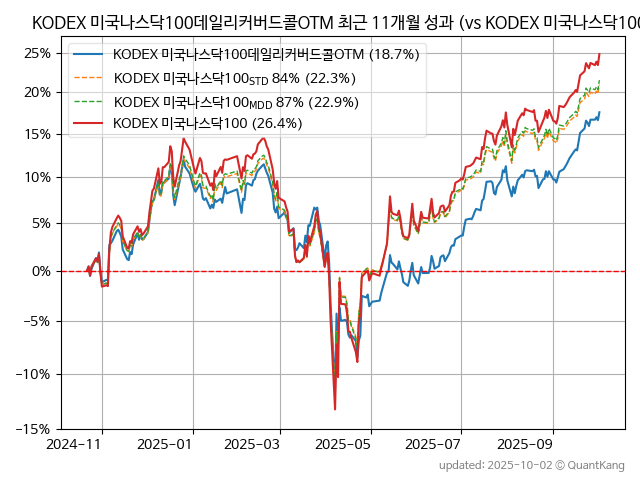 KODEX 미국나스닥100데일리커버드콜OTM 최근 11개월 성과 (vs KODEX 미국나스닥100
KODEX 미국나스닥100데일리커버드콜OTM (18.7%)
KODEX 미국나스닥100STD 84% (22.3%)
KODEX 미국나스닥100MDD 87% (22.9%)
KODEX 미국나스닥100 (26.4%)
25%
20%
15%
10%
5%
0%
−5%
−10%
−15%
2024-11
2025-01
2025-03
2025-05
2025-07
2025-09
updated: 2025-10-02 © QuantKang